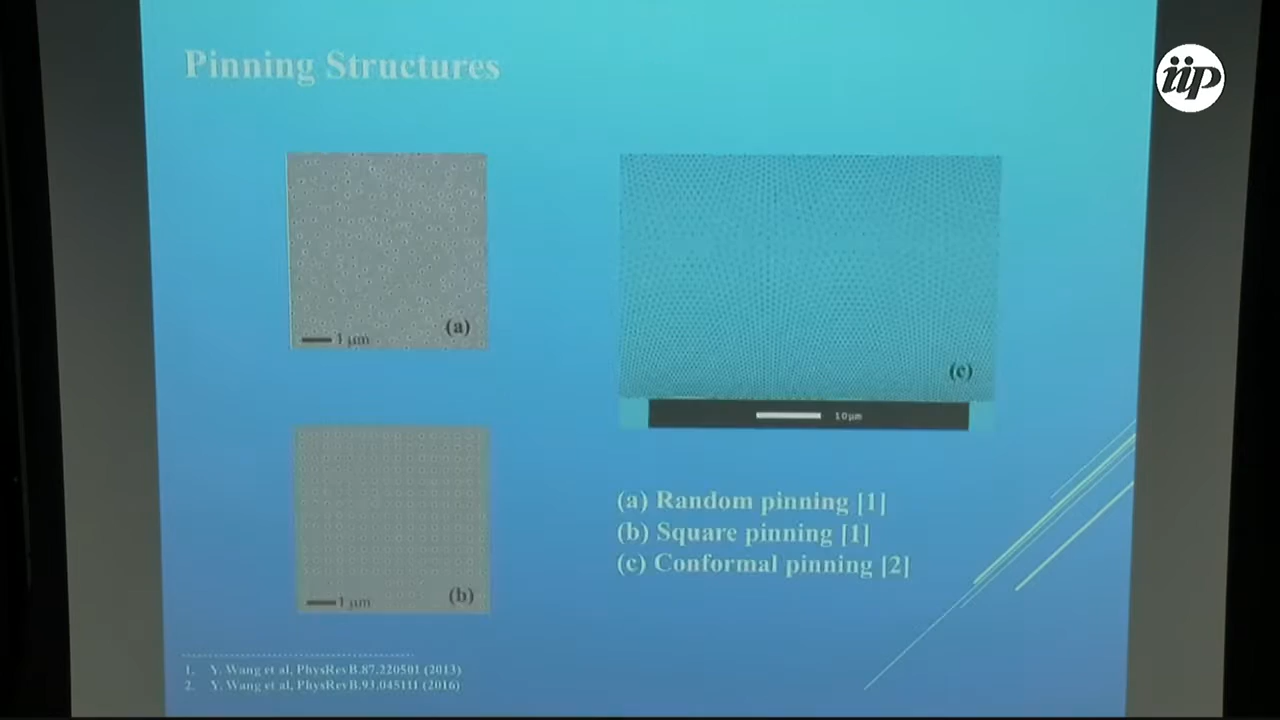 Pinning Structures
iip
1 μm
(a)
(c)
10μm
1 μm
(b)
(a) Random pinning [1]
(b) Square pinning [1]
(c) Conformal pinning [2]
1. Y. Wang et al, PhysRevB.87.220501 (2013)
2. Y. Wang et al, PhysRevB.93.045111 (2016)